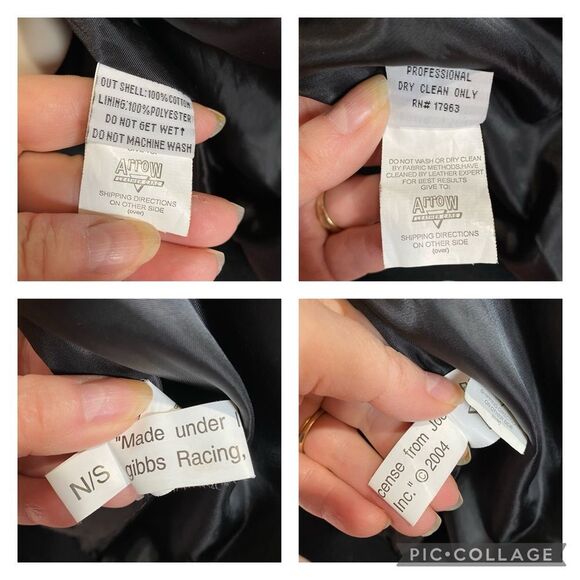 OUT SHELL:100%COTTON
LINING:100%POLYESTER
DO NOT GET WET!
DO NOT MACHINE WASH
ARROW
SHIPPING DIRECTIONS
ON OTHER SIDE
(over)
PROFESSIONAL
DRY CLEAN ONLY
RN# 17963
DO NOT WASH OR DRY CLEAN
BY FABRIC METHODS.HAVE
CLEANED BY LEATHER EXPERT
FOR BEST RESULTS
GIVE TO:
ARROW
SHIPPING DIRECTIONS
ON OTHER SIDE
(over)
N/S
"Made under
gibbs Racing,
cense from Joe
Inc." © 2004
PIC•COLLAGE